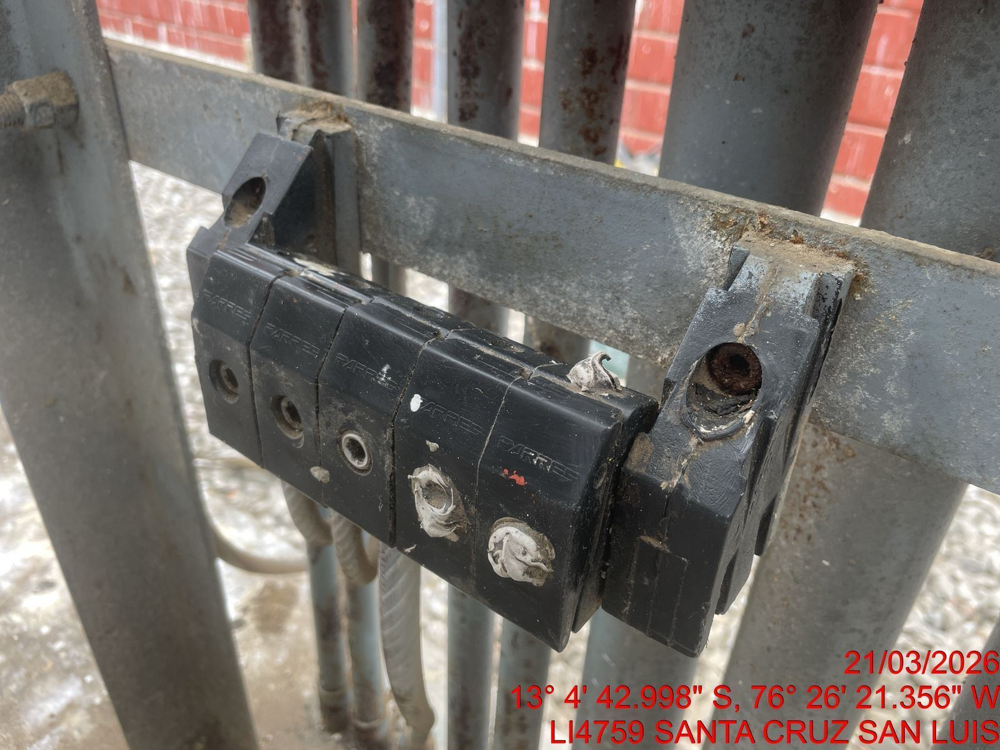 PARRES
PARRES
PARRES
PARRES
PARRES
21/03/2026
13° 4' 42.998" S, 76° 26' 21.356" W
LI4759 SANTA CRUZ SAN LUIS